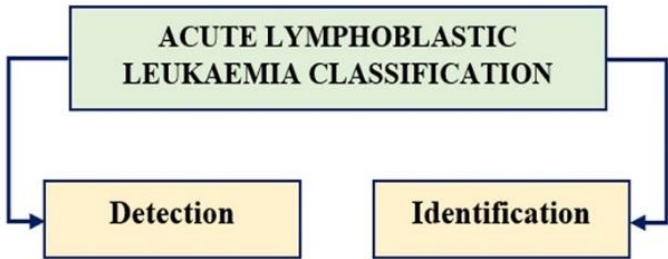 ACUTE LYMPHOBLASTIC
LEUKAEMIA CLASSIFICATION
Detection
Identification